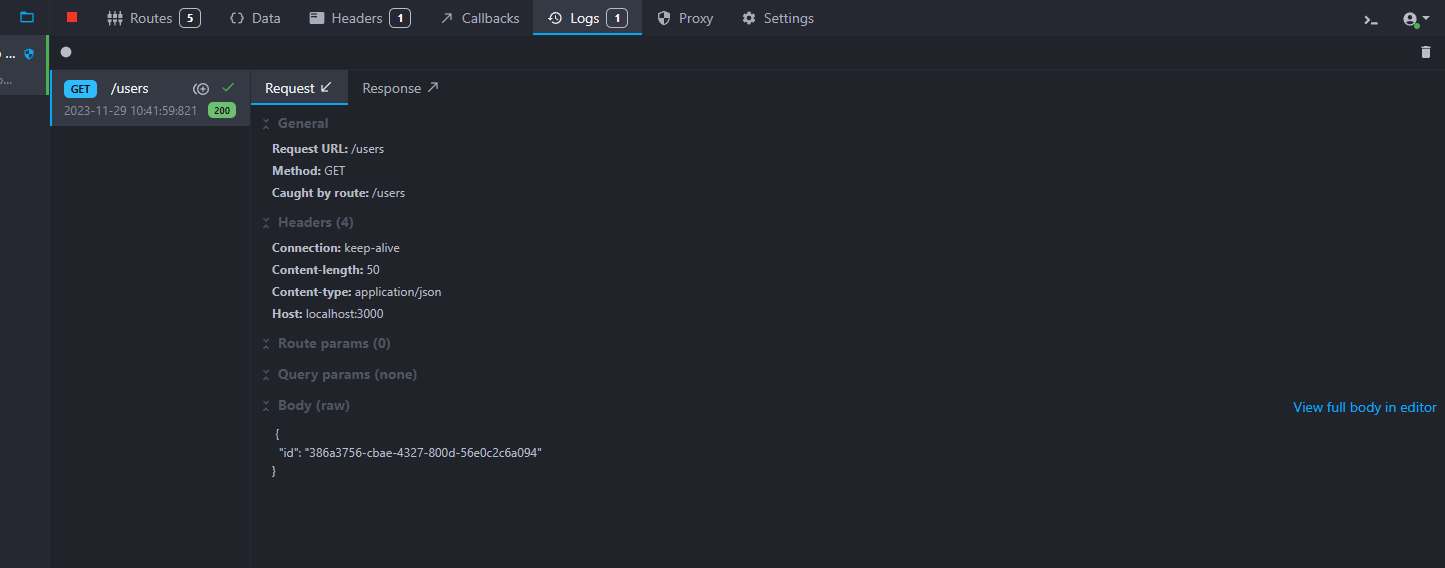 Routes 5 Data Headers 1 Callbacks Logs 1 Proxy Settings
...
GET /users
2023-11-29 10:41:59:821 200
Request Response
General
Request URL: /users
Method: GET
Caught by route: /users
Headers (4)
Connection: keep-alive
Content-length: 50
Content-type: application/json
Host: localhost:3000
Route params (0)
Query params (none)
Body (raw)
View full body in editor
{
"id": "386a3756-cbae-4327-800d-56e0c2c6a094"
}